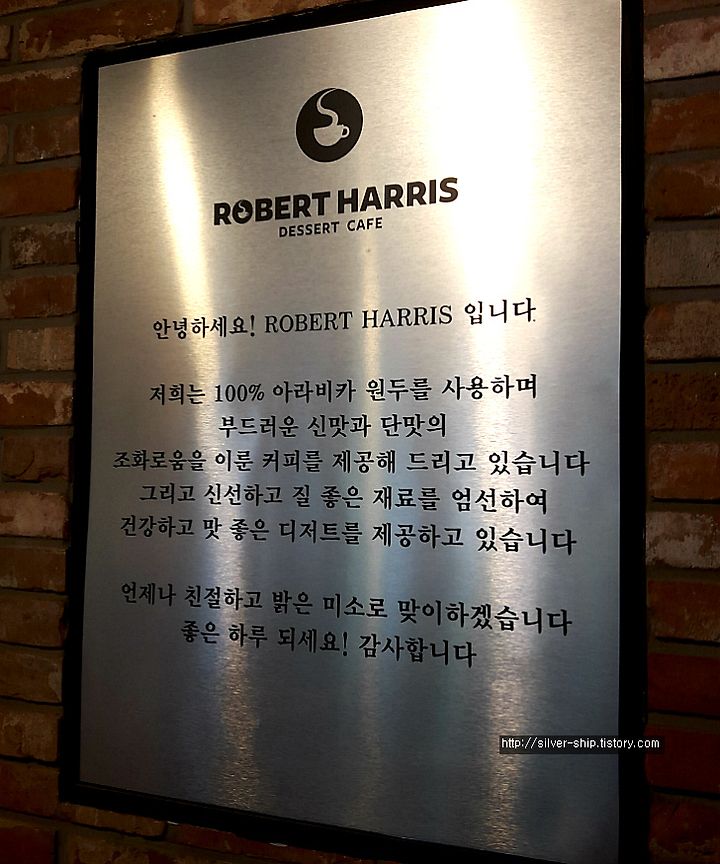 ROBERT HARRIS
DESSERT CAFE
안녕하세요! ROBERT HARRIS 입니다.
저희는 100% 아라비카 원두를 사용하며
부드러운 신맛과 단맛의
조화로움을 이룬 커피를 제공해 드리고 있습니다
그리고 신선하고 질 좋은 재료를 엄선하여
건강하고 맛 좋은 디저트를 제공하고 있습니다
언제나 친절하고 밝은 미소로 맞이하겠습니다
좋은 하루 되세요! 감사합니다
http://silver-ship.tistory.com